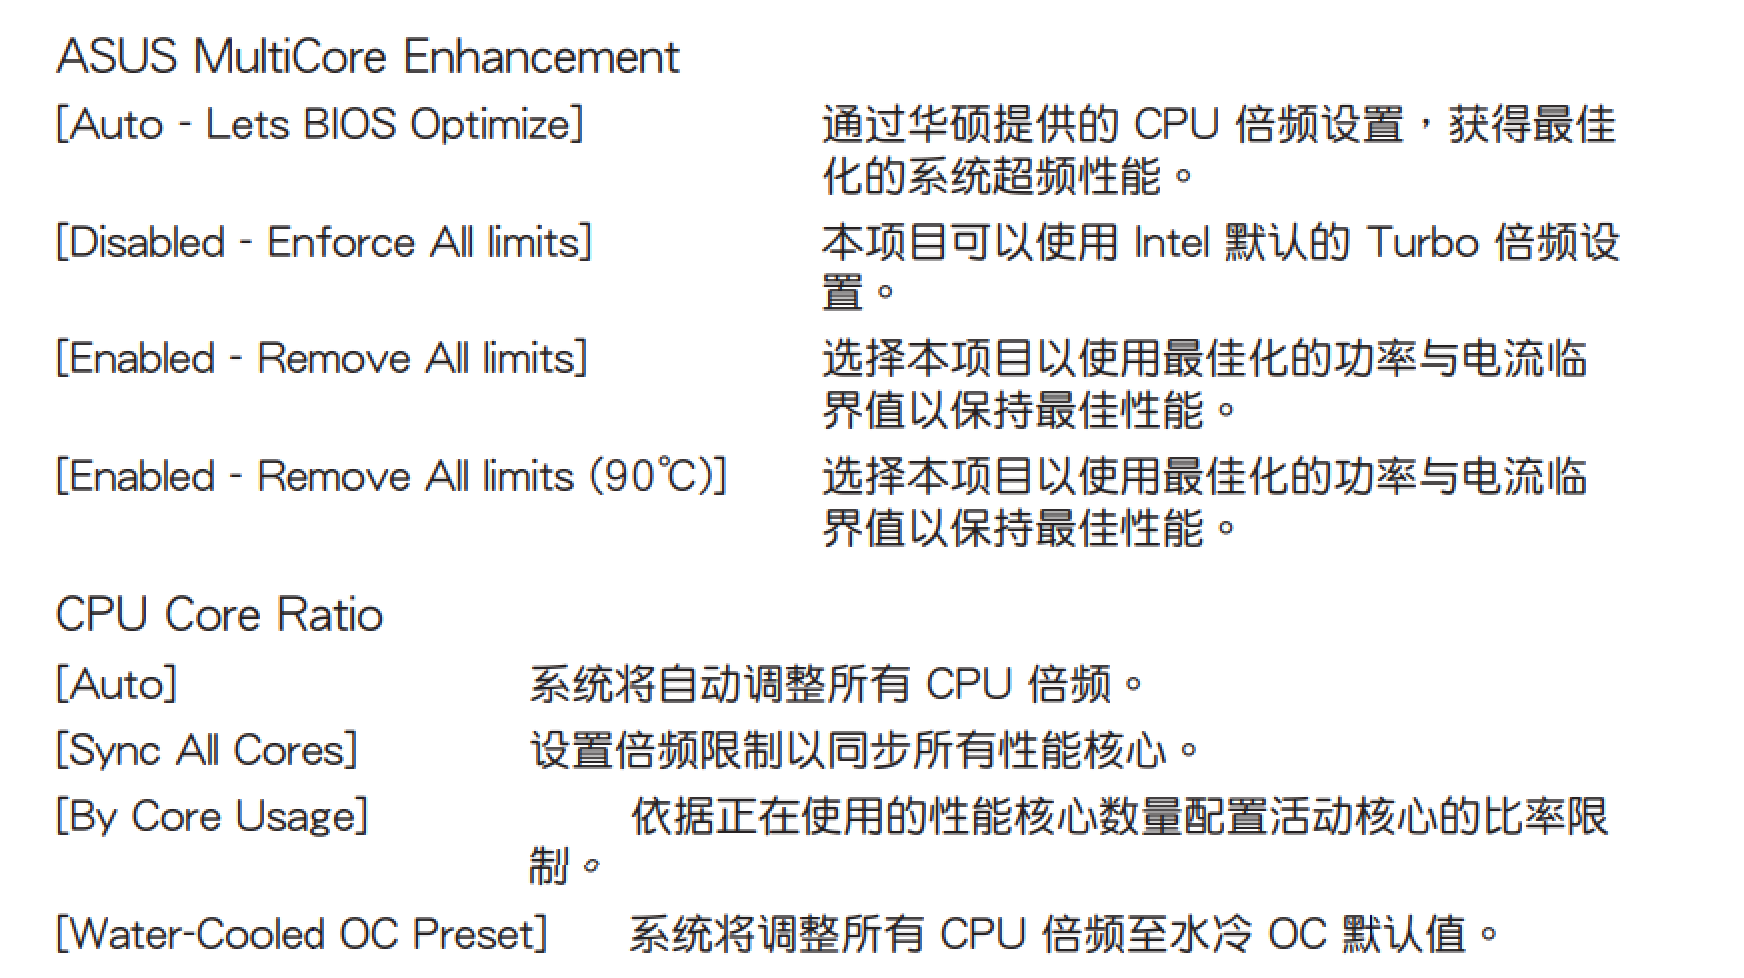 ASUS MultiCore Enhancement
[Auto - Lets BIOS Optimize] 通过华硕提供的 CPU 倍频设置，获得最佳
化的系统超频性能。
[Disabled - Enforce All limits] 本项目可以使用 Intel 默认的 Turbo 倍频设
置。
[Enabled - Remove All limits] 选择本项目以使用最佳化的功率与电流临
界值以保持最佳性能。
[Enabled - Remove All limits (90℃)] 选择本项目以使用最佳化的功率与电流临
界值以保持最佳性能。
CPU Core Ratio
[Auto] 系统将自动调整所有 CPU 倍频。
[Sync All Cores] 设置倍频限制以同步所有性能核心。
[By Core Usage] 依据正在使用的性能核心数量配置活动核心的比率限
制。
[Water-Cooled OC Preset] 系统将调整所有 CPU 倍频至水冷 OC 默认值。